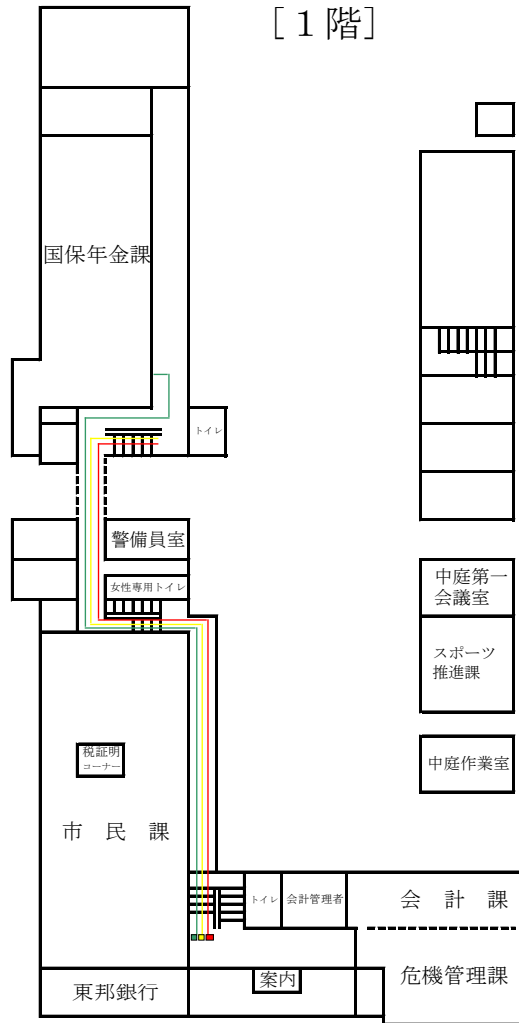 [1階]
国保年金課
トイレ
警備員室
女性専用トイレ
中庭第一
会議室
スポーツ
推進課
税証明
コーナー
中庭作業室
市民課
トイレ
会計管理者
会計課
案内
危機管理課
東邦銀行